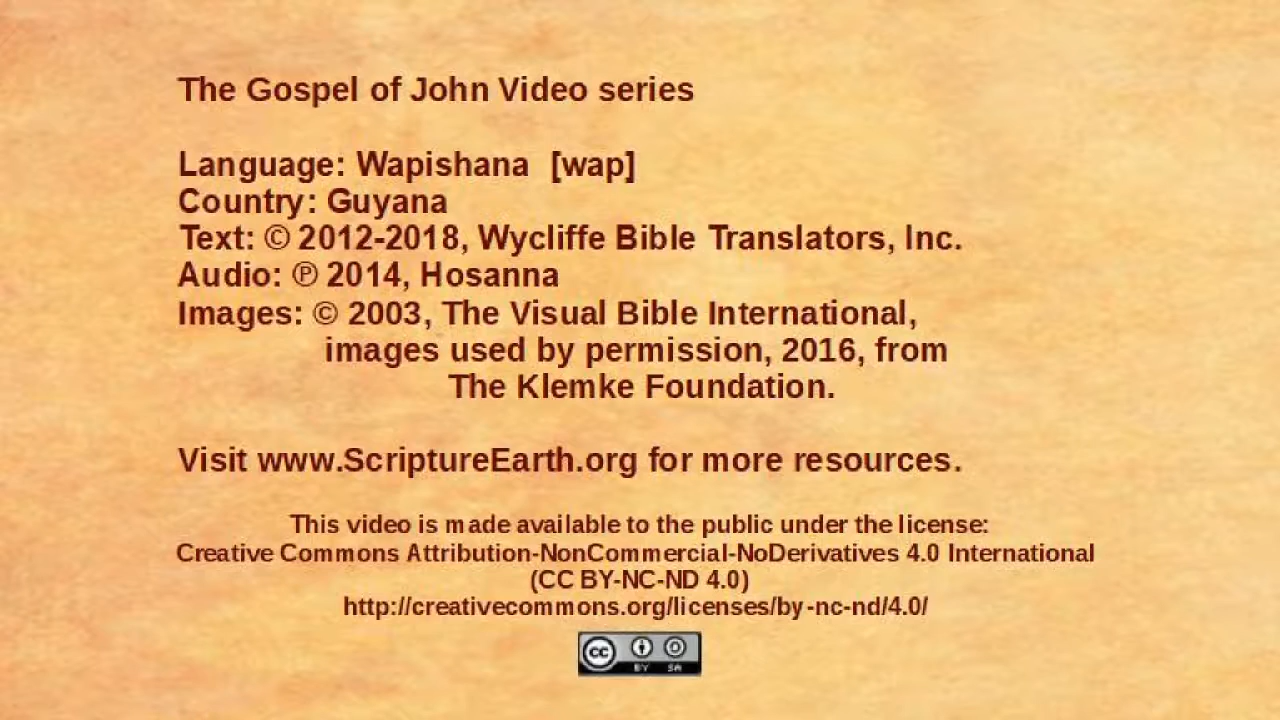 The Gospel of John Video series
Language: Wapishana [wap]
Country: Guyana
Text: © 2012-2018, Wycliffe Bible Translators, Inc.
Audio: ℗ 2014, Hosanna
Images: © 2003, The Visual Bible International,
images used by permission, 2016, from
The Klemke Foundation.
Visit www.ScriptureEarth.org for more resources.
This video is made available to the public under the license:
Creative Commons Attribution-NonCommercial-NoDerivatives 4.0 International
(CC BY-NC-ND 4.0)
http://creativecommons.org/licenses/by-nc-nd/4.0/
cc BY SA